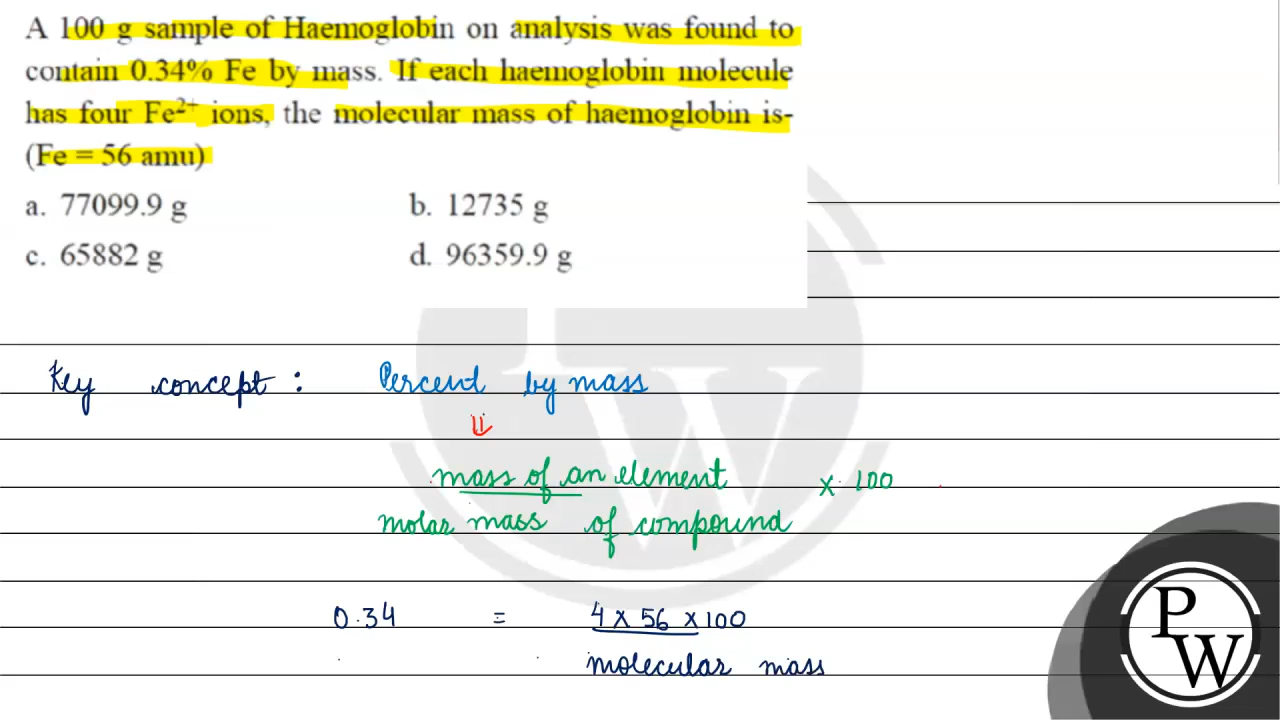 A 100 g sample of Haemoglobin on analysis was found to
contain 0.34% Fe by mass. If each haemoglobin molecule
has four Fe²⁺ ions, the molecular mass of haemoglobin is-
(Fe = 56 amu)
a. 77099.9 g b. 12735 g
c. 65882 g d. 96359.9 g
Key concept : Percent by mass
⇓
mass of an element × 100
molar mass of compound
0.34 = 4 × 56 × 100
molecular mass
P
W